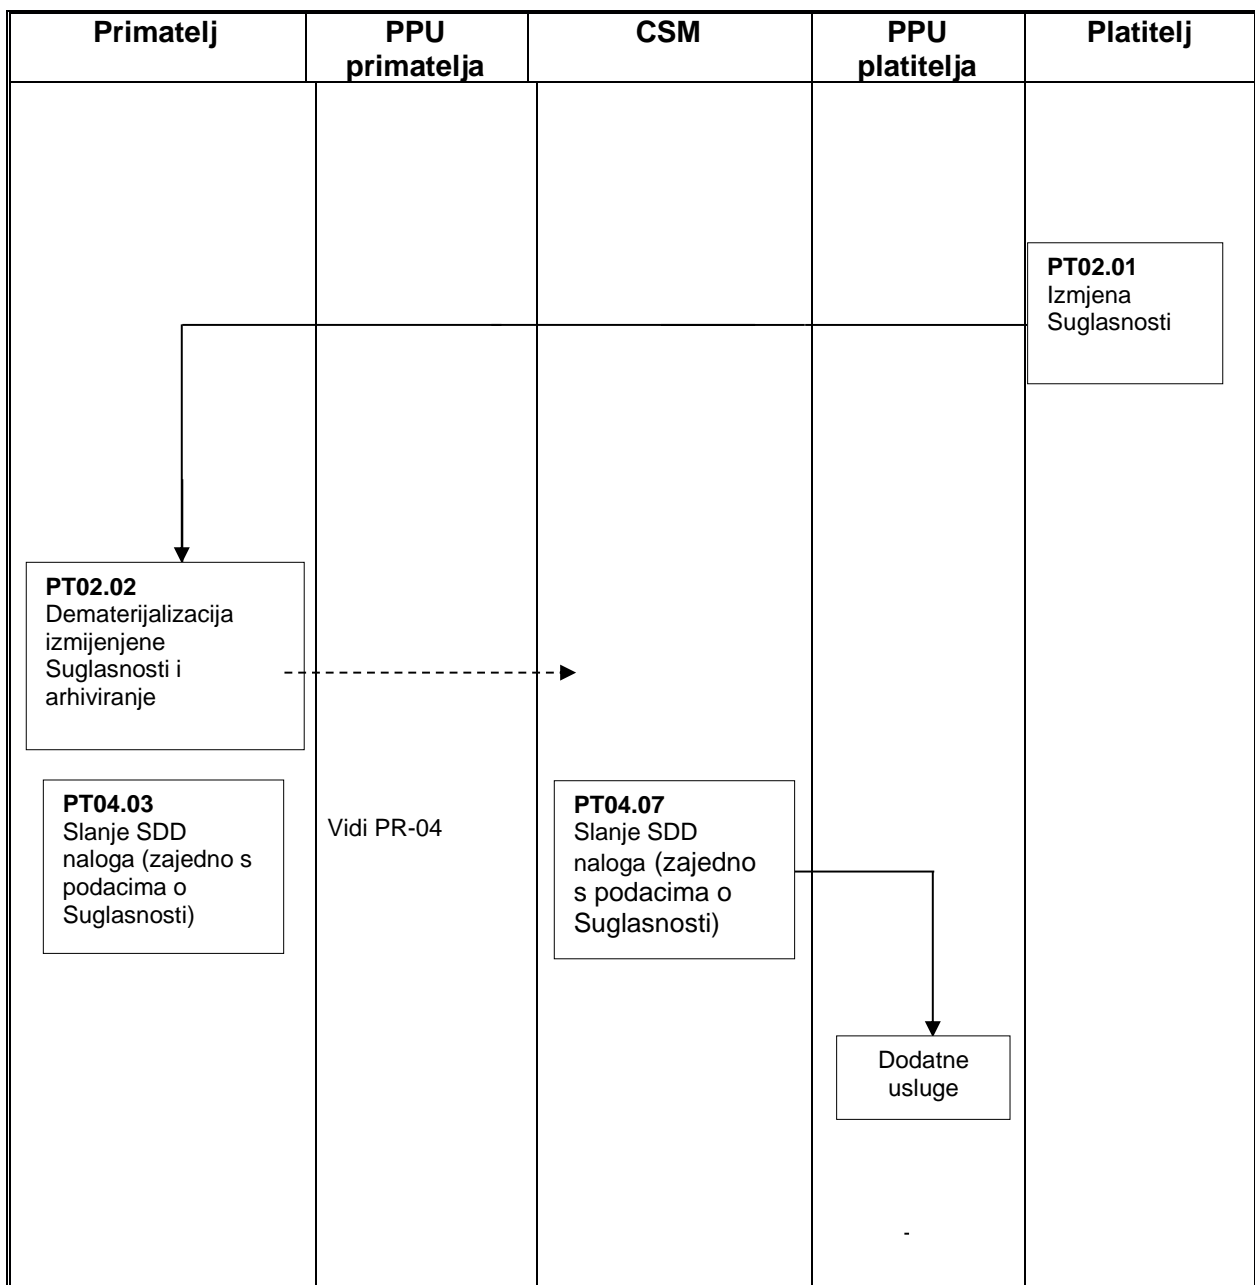 Primatelj
PPU
primatelja
CSM
PPU
platitelja
Platitelj
PT02.01
Izmjena
Suglasnosti
PT02.02
Dematerijalizacija
izmijenjene
Suglasnosti i
arhiviranje
PT04.03
Slanje SDD
naloga (zajedno s
podacima o
Suglasnosti)
Vidi PR-04
PT04.07
Slanje SDD
naloga (zajedno
s podacima o
Suglasnosti)
Dodatne
usluge
-